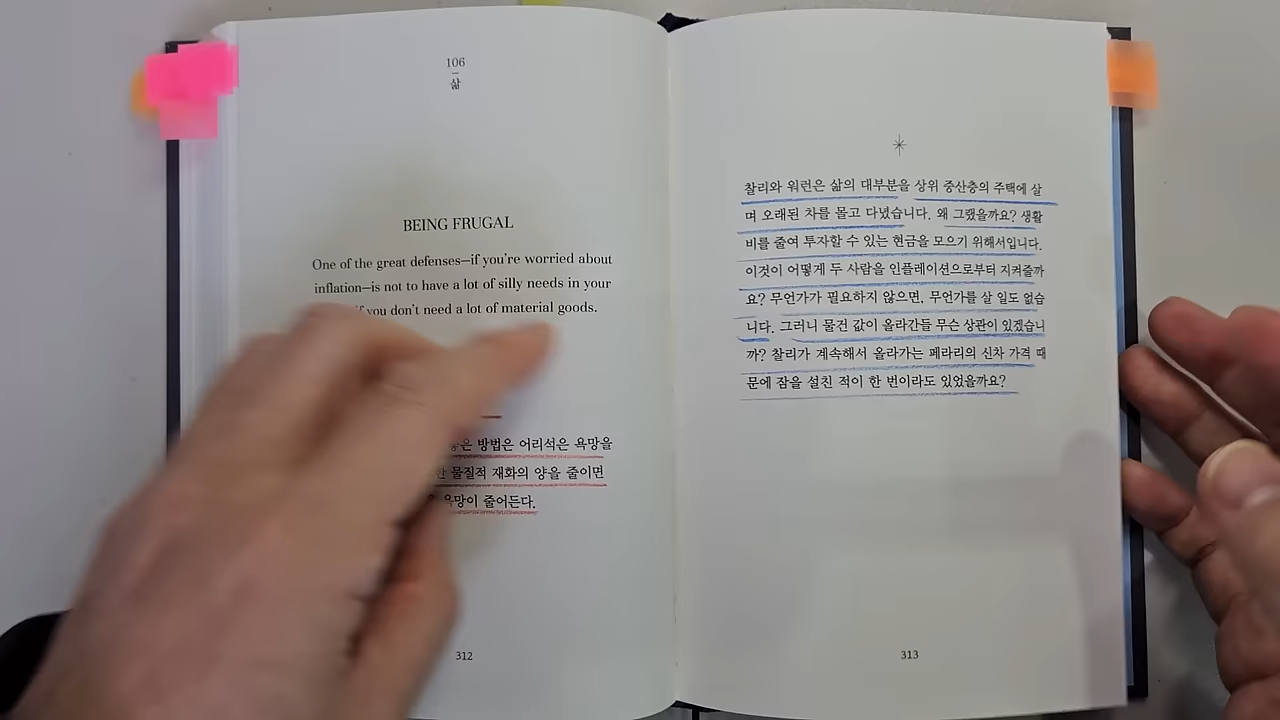 106
삶
BEING FRUGAL
One of the great defenses—if you're worried about
inflation—is not to have a lot of silly needs in your
if you don't need a lot of material goods.
방법은 어리석은 욕망을
물질적 재화의 양을 줄이면
욕망이 줄어든다.
312
찰리와 워런은 삶의 대부분을 상위 중산층의 주택에 살
며 오래된 차를 몰고 다녔습니다. 왜 그랬을까요? 생활
비를 줄여 투자할 수 있는 현금을 모으기 위해서입니다.
이것이 어떻게 두 사람을 인플레이션으로부터 지켜줄까
요? 무언가가 필요하지 않으면, 무언가를 살 일도 없습
니다. 그러니 물건 값이 올라간들 무슨 상관이 있겠습니
까? 찰리가 계속해서 올라가는 페라리의 신차 가격 때
문에 잠을 설친 적이 한 번이라도 있었을까요?
313